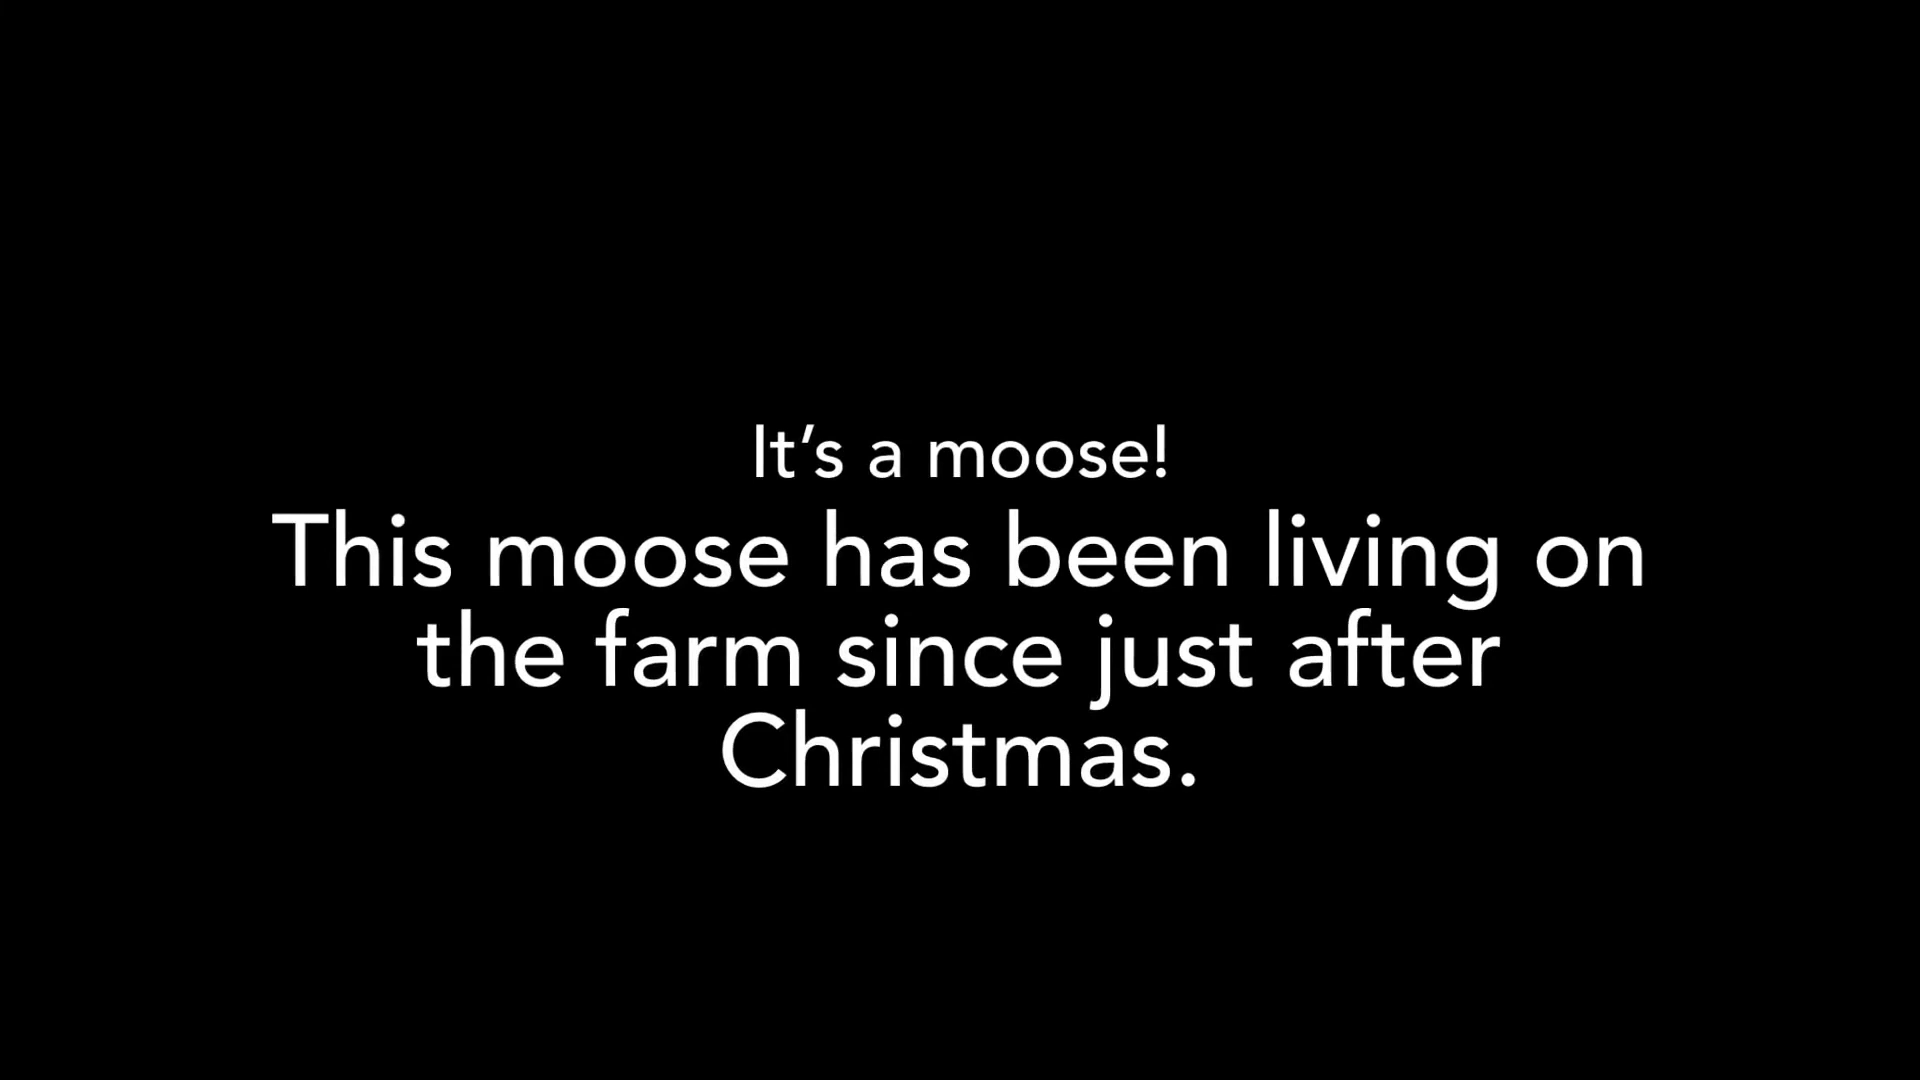 It’s a moose!
This moose has been living on
the farm since just after
Christmas.